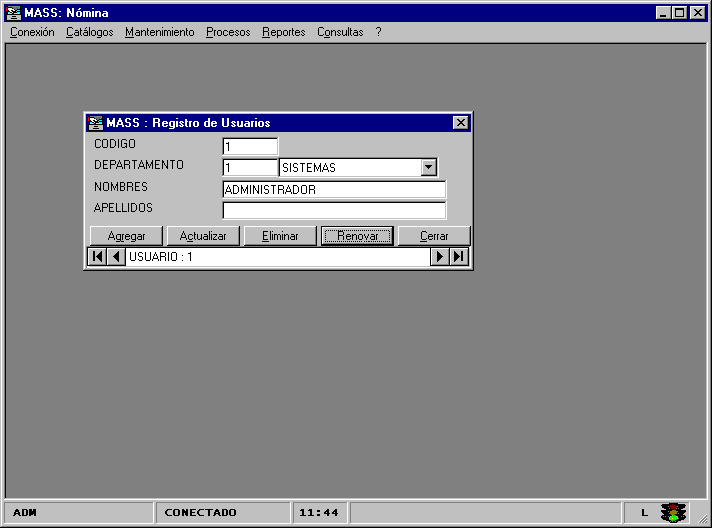 MASS: Nómina
Conexión Catálogos Mantenimiento Procesos Reportes Consultas ?
MASS : Registro de Usuarios
CODIGO 1
DEPARTAMENTO 1 SISTEMAS
NOMBRES ADMINISTRADOR
APELLIDOS
Agregar Actualizar Eliminar Renovar Cerrar
USUARIO : 1
ADM CONECTADO 11:44 L